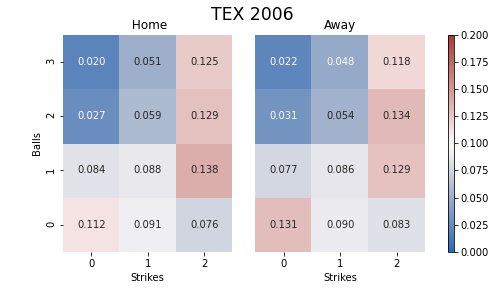 TEX 2006
Home
Away
Balls
3
0.020 0.051 0.125
0.022 0.048 0.118
2
0.027 0.059 0.129
0.031 0.054 0.134
1
0.084 0.088 0.138
0.077 0.086 0.129
0
0.112 0.091 0.076
0.131 0.090 0.083
0 1 2
0 1 2
Strikes
Strikes
0.200
0.175
0.150
0.125
0.100
0.075
0.050
0.025
0.000